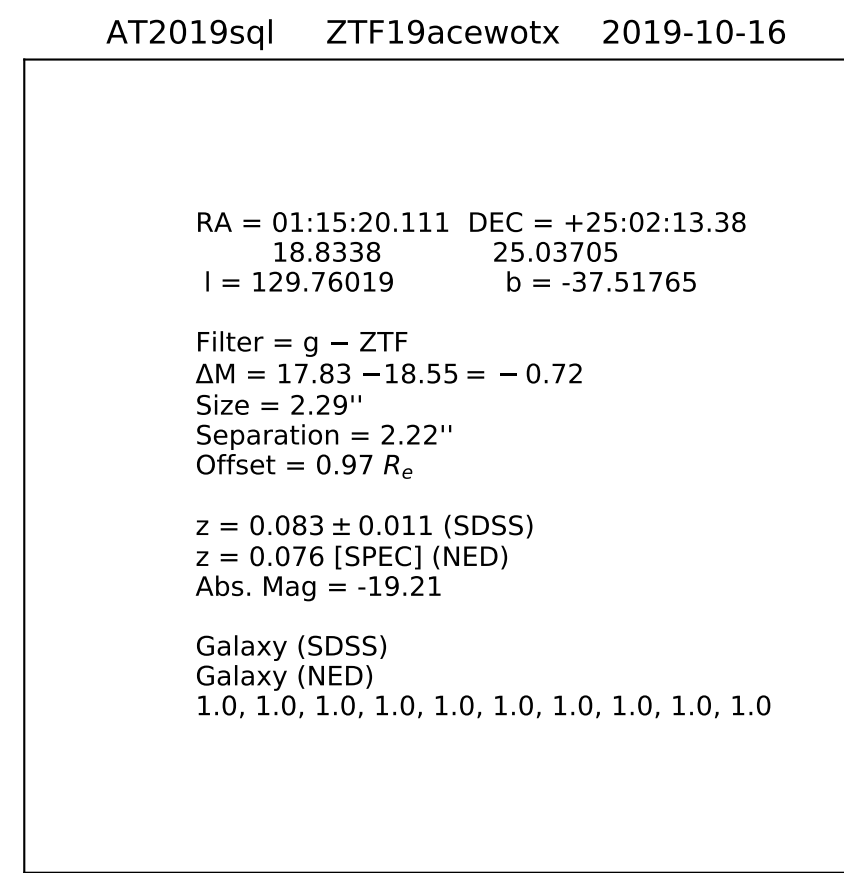 AT2019sql ZTF19acewotx 2019-10-16
RA = 01:15:20.111 DEC = +25:02:13.38
18.8338 25.03705
l = 129.76019 b = -37.51765
Filter = g − ZTF
ΔM = 17.83 −18.55 = − 0.72
Size = 2.29''
Separation = 2.22''
Offset = 0.97 Re
z = 0.083 ± 0.011 (SDSS)
z = 0.076 [SPEC] (NED)
Abs. Mag = -19.21
Galaxy (SDSS)
Galaxy (NED)
1.0, 1.0, 1.0, 1.0, 1.0, 1.0, 1.0, 1.0, 1.0, 1.0